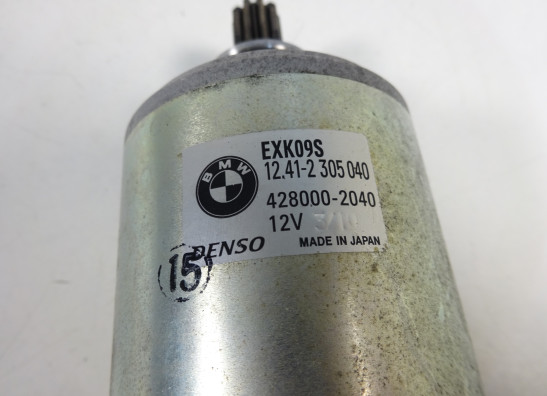 EXK09S
BMW
12.41-2 305 040
428000-2040
12V
DENSO
MADE IN JAPAN
15